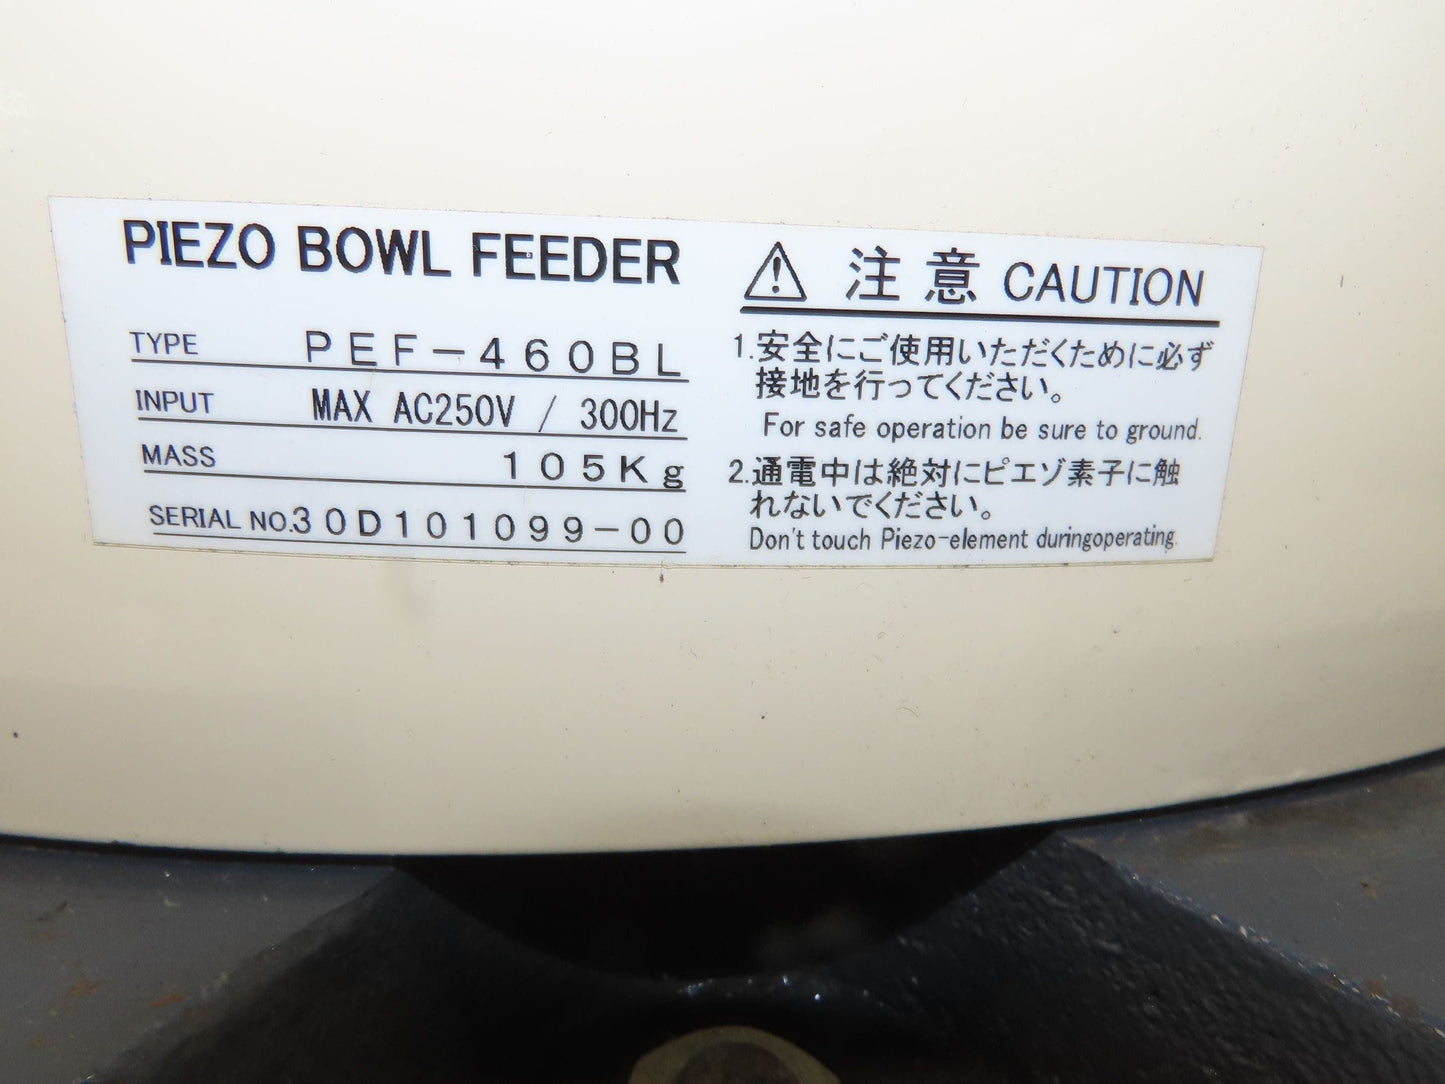 PIEZO BOWL FEEDER
TYPE PEF-460BL
INPUT MAX AC250V / 300Hz
MASS 105Kg
SERIAL NO.30D101099-00
注意 CAUTION
1.安全にご使用いただくために必ず
接地を行ってください。
For safe operation be sure to ground.
2.通電中は絶対にピエゾ素子に触
れないでください。
Don't touch Piezo-element duringoperating.